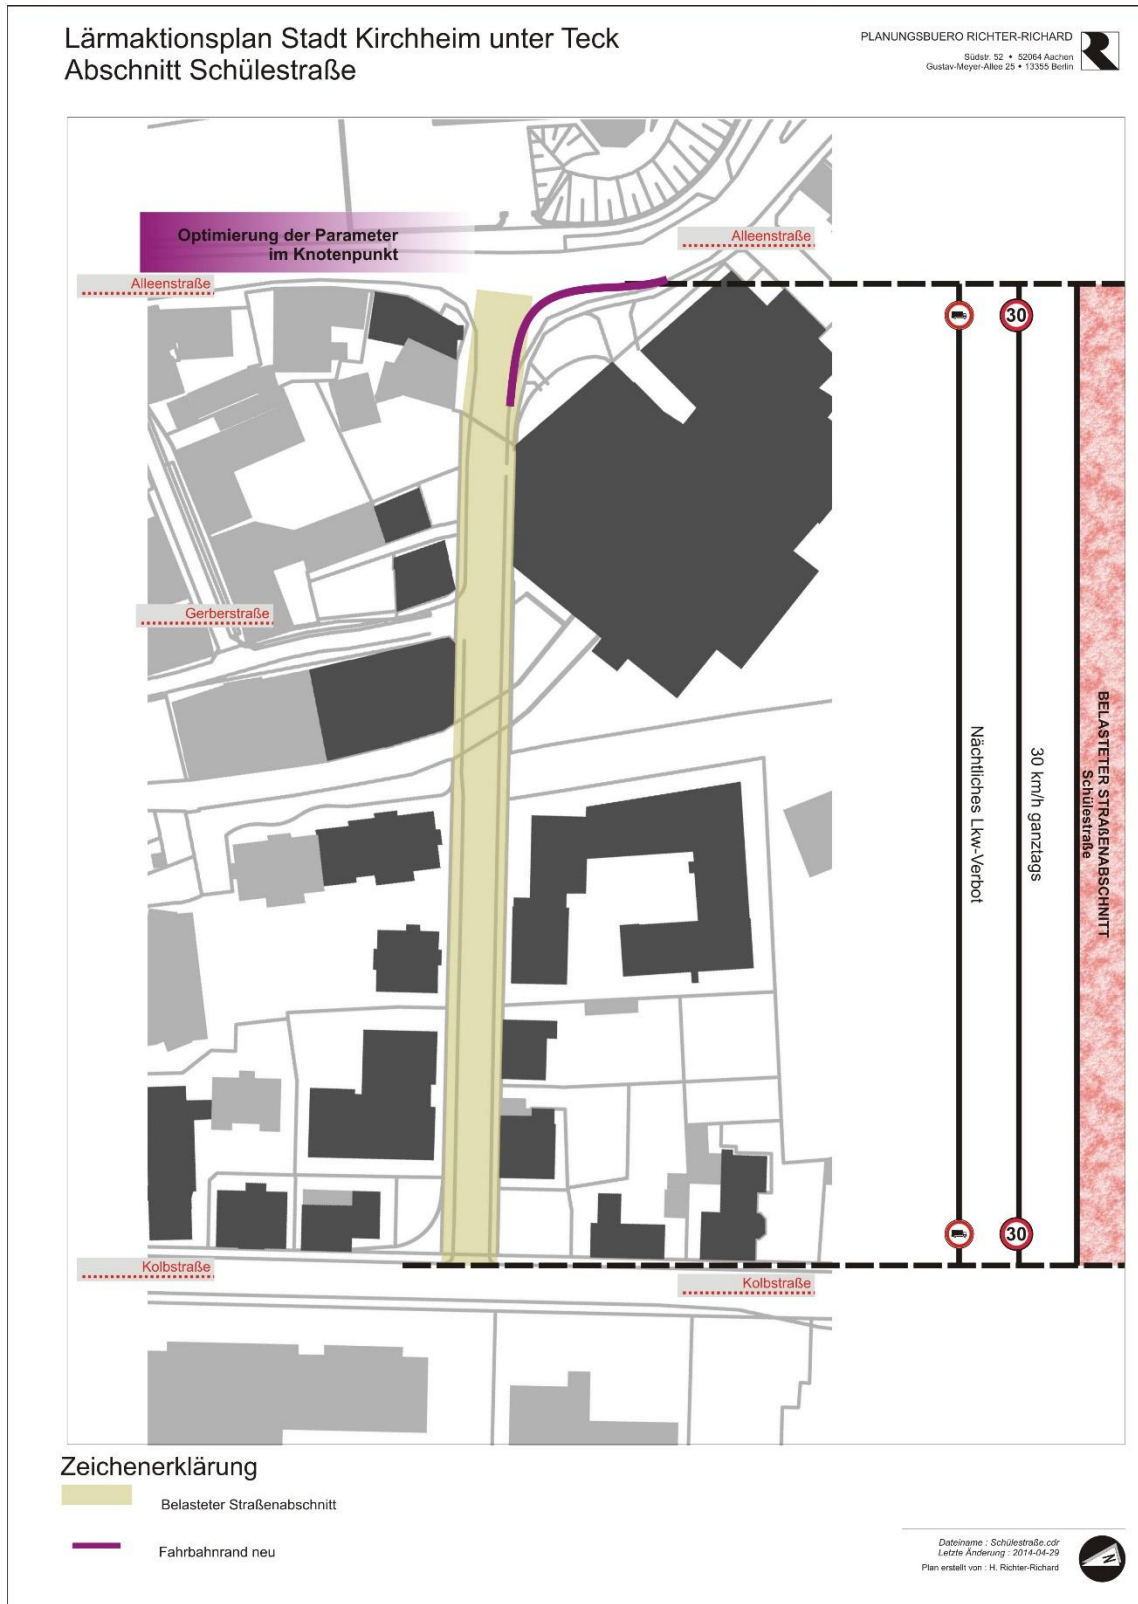 Lärmaktionsplan Stadt Kirchheim unter Teck
Abschnitt Schülestraße
PLANUNGSBUERO RICHTER-RICHARD
Südstr. 52 • 52064 Aachen
Gustav-Meyer-Allee 25 • 13355 Berlin
Optimierung der Parameter
im Knotenpunkt
Alleenstraße
Alleenstraße
30
Gerberstraße
Nächtliches Lkw-Verbot
30 km/h ganztags
BELASTETER STRAßENABSCHNITT
Schülestraße
30
Kolbstraße
Kolbstraße
Zeichenerklärung
Belasteter Straßenabschnitt
Fahrbahnrand neu
Dateiname : Schülestraße.cdr
Letzte Änderung : 2014-04-29
Plan erstellt von : H. Richter-Richard
N